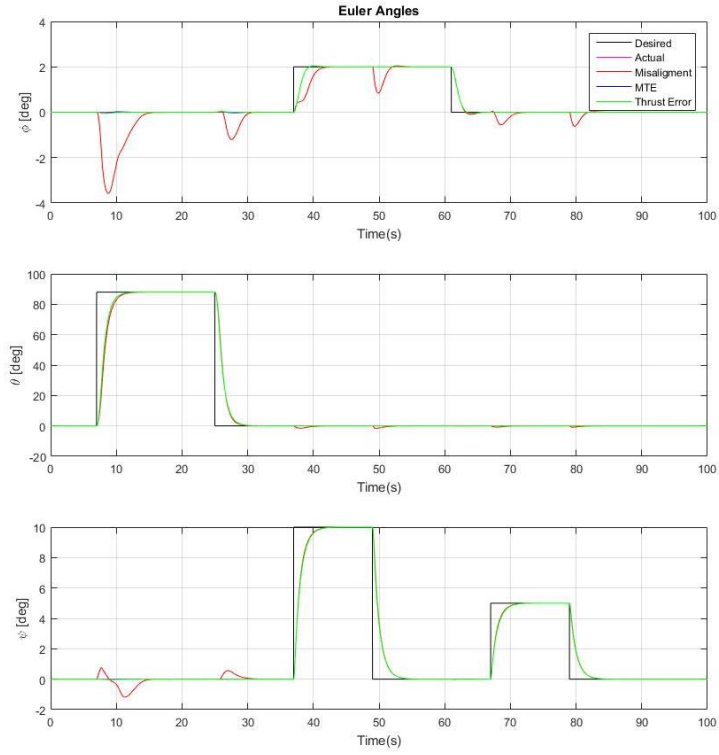 Euler Angles
4
2
0
-2
-4
ϕ [deg]
Desired
Actual
Misaligment
MTE
Thrust Error
0 10 20 30 40 50 60 70 80 90 100
Time(s)
100
80
60
40
20
0
-20
θ [deg]
0 10 20 30 40 50 60 70 80 90 100
Time(s)
10
8
6
4
2
0
-2
ψ [deg]
0 10 20 30 40 50 60 70 80 90 100
Time(s)